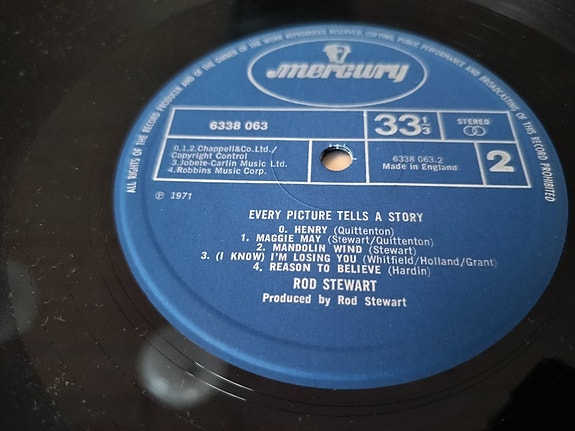 ALL RIGHTS OF THE RECORD PRODUCER AND OF THE OWNER OF THE WORK REPRODUCED RESERVED. COPYING, PUBLIC PERFORMANCE AND BROADCASTING OF THIS RECORD PROHIBITED
mercury
6338 063
33 1/3
STEREO
0.1.2. Chappell&Co.Ltd./
Copyright Control
3. Jobete-Carlin Music Ltd.
4. Robbins Music Corp.
6338 063.2
Made in England
2
Ⓟ 1971
EVERY PICTURE TELLS A STORY
0. HENRY (Quittenton)
1. MAGGIE MAY (Stewart/Quittenton)
2. MANDOLIN WIND (Stewart)
3. (I KNOW) I'M LOSING YOU (Whitfield/Holland/Grant)
4. REASON TO BELIEVE (Hardin)
ROD STEWART
Produced by Rod Stewart